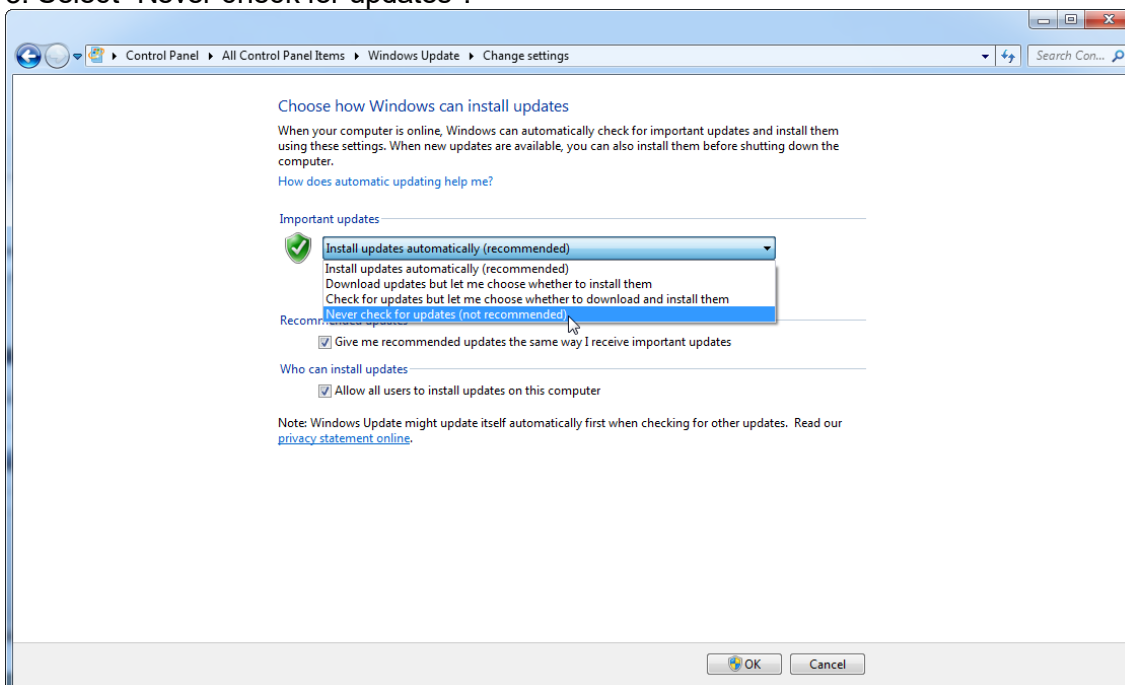 Select "Never check for updates".
Control Panel ▸ All Control Panel Items ▸ Windows Update ▸ Change settings
Search Con...
Choose how Windows can install updates
When your computer is online, Windows can automatically check for important updates and install them
using these settings. When new updates are available, you can also install them before shutting down the
computer.
How does automatic updating help me?
Important updates
Install updates automatically (recommended)
Install updates automatically (recommended)
Download updates but let me choose whether to install them
Check for updates but let me choose whether to download and install them
Never check for updates (not recommended)
Recommended updates
Give me recommended updates the same way I receive important updates
Who can install updates
Allow all users to install updates on this computer
Note: Windows Update might update itself automatically first when checking for other updates. Read our
privacy statement online.
OK
Cancel